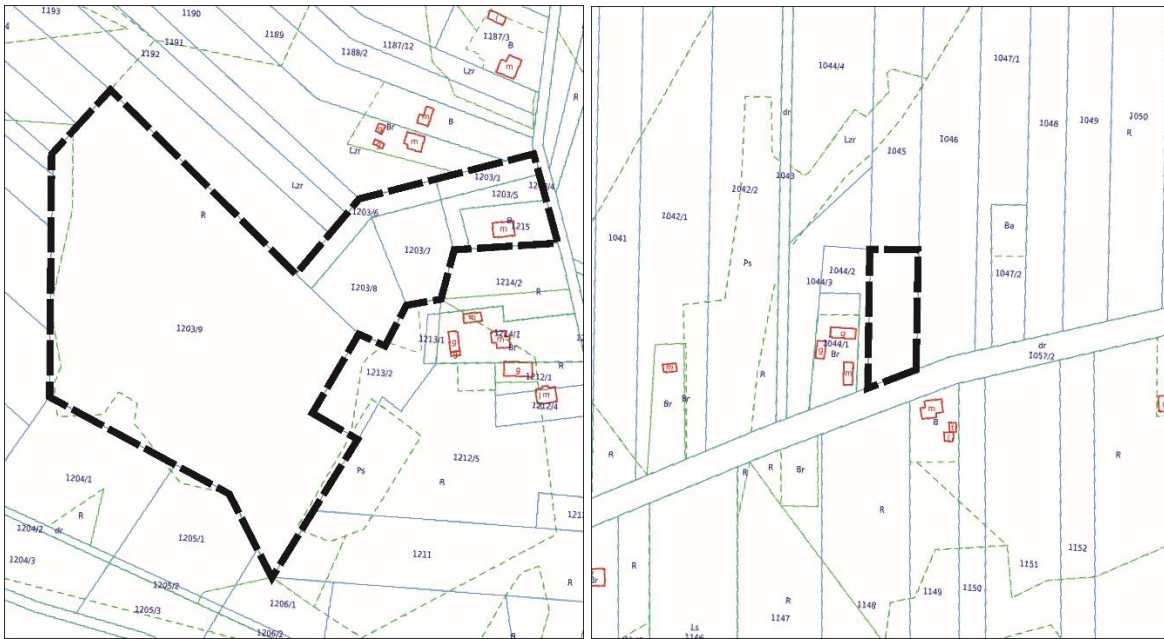 1193
1190
1191
1192
1189
1188/2
1187/12
1187/3
B
m
Lzr
R
Br
m
B
m
Lzr
Lzr
R
1203/1
1203/5
1203/6
1203/7
B
1215
m
1203/8
1214/2
R
1203/9
m
1213/1
g
1214/1
Br
g
1212/1
R
m
1212/4
1213/2
Ps
1212/5
R
1204/1
R
1204/2
dr
1205/1
1204/3
1205/2
1205/3
1211
R
1206/1
1206/2
R
1044/4
1047/1
1050
1049
1048
R
dr
Lzr
1045
1046
1043
1042/2
1042/1
1041
Ba
Ps
1044/2
1044/3
1047/2
g
1044/1
g
Br
m
dr
1057/2
m
Br
Br
R
m
B
R
R
R
R
Br
R
R
R
Br
R
1152
1151
1150
1149
1148
1147
Ls
1146